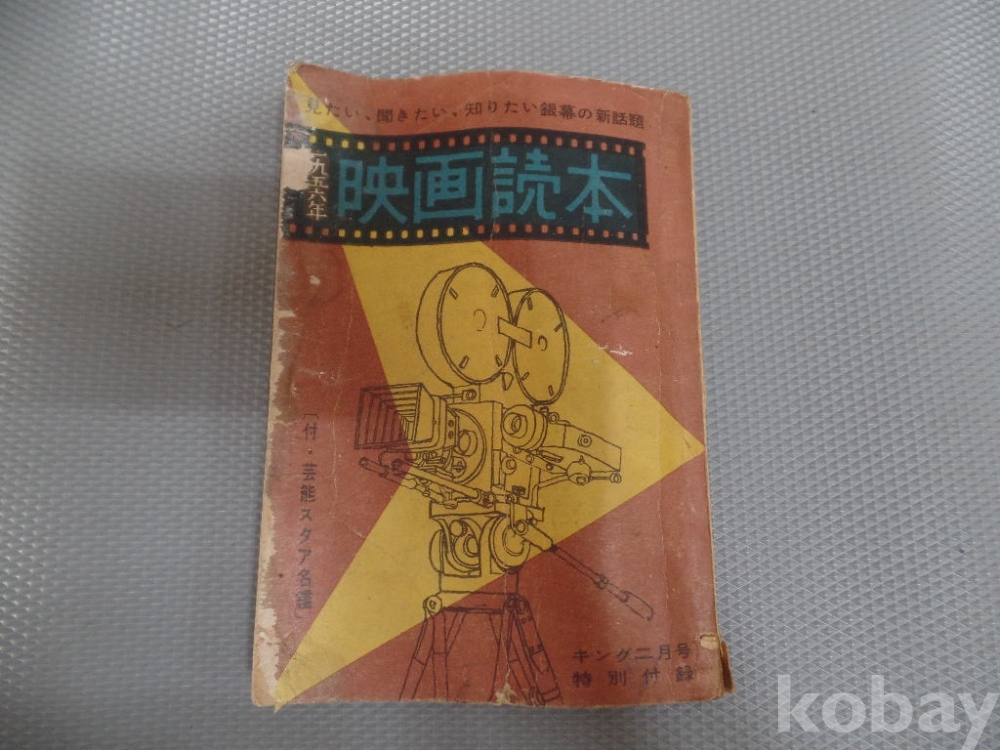 見たい、聞きたい、知りたい銀幕の新話題
一九五六年
映画読本
〔付・芸能スタア名鑑〕
キング二月号
特別付録
kobay